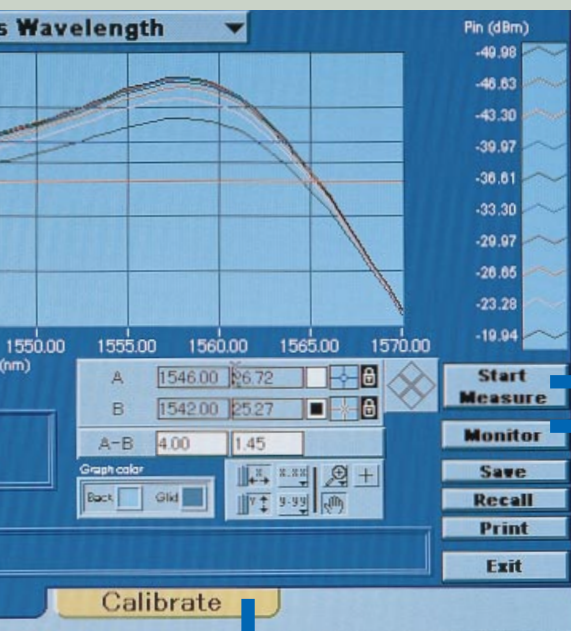 s Wavelength
Pin (dBm)
-49.98
-46.63
-43.30
-39.97
-36.61
-33.30
-29.97
-26.65
-23.28
-19.94
1550.00 1555.00 1560.00 1565.00 1570.00
(nm)
A 1546.00 26.72
B 1542.00 25.27
A-B 4.00 1.45
Graph color
Back Glid
X X.XX
Y Y.YY
Start
Measure
Monitor
Save
Recall
Print
Exit
Calibrate